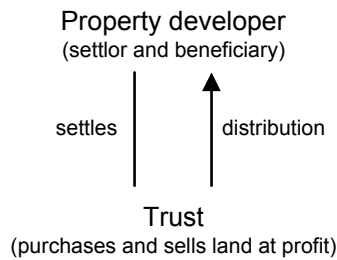 Property developer
(settlor and beneficiary)
settles
distribution
Trust
(purchases and sells land at profit)